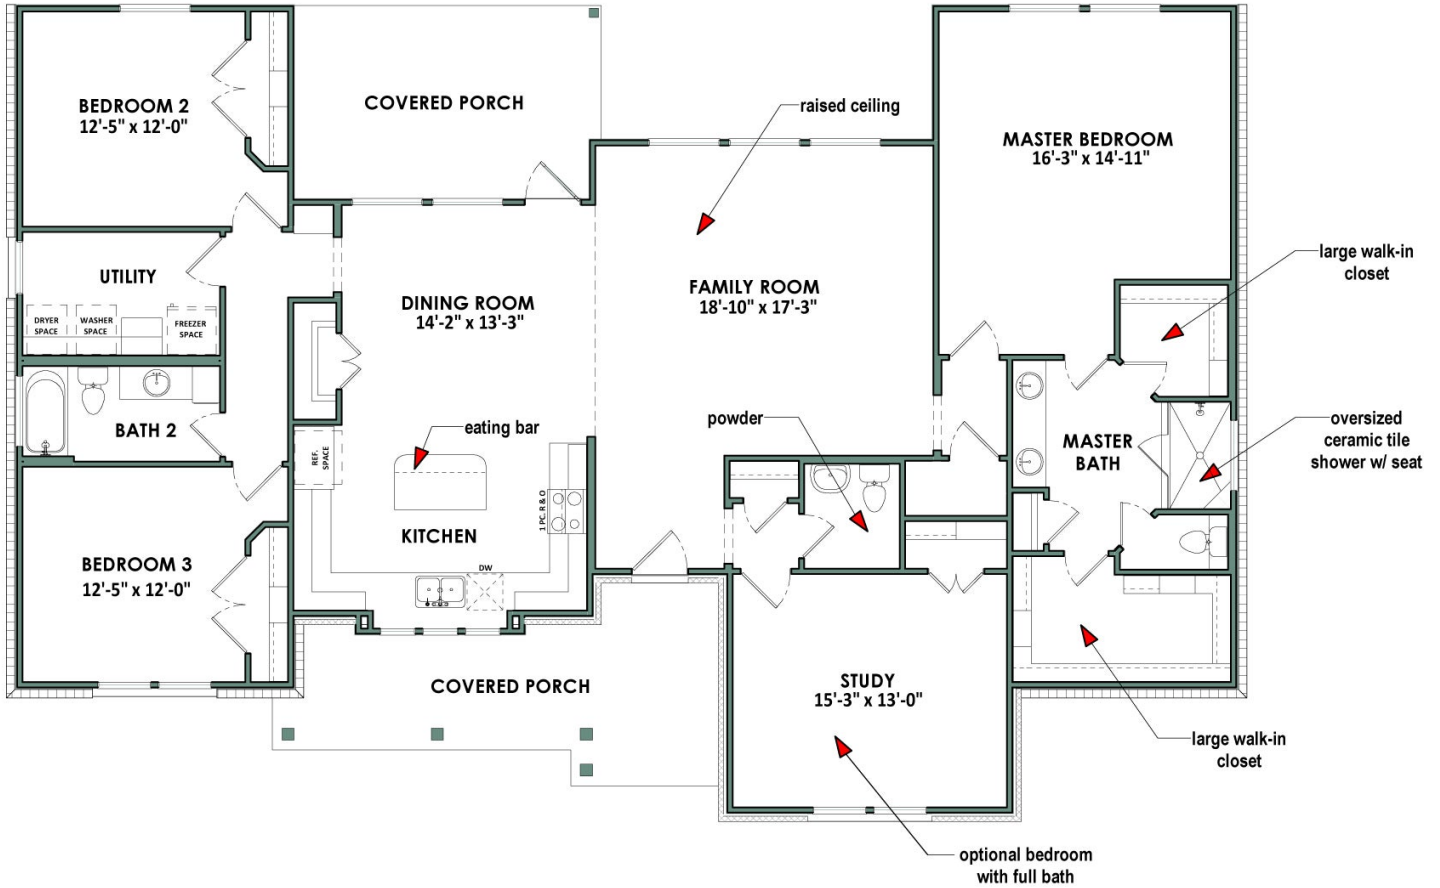 BEDROOM 2
12'-5" x 12'-0"
COVERED PORCH
raised ceiling
MASTER BEDROOM
16'-3" x 14'-11"
UTILITY
DRYER
SPACE
WASHER
SPACE
FREEZER
SPACE
DINING ROOM
14'-2" x 13'-3"
FAMILY ROOM
18'-10" x 17'-3"
large walk-in
closet
BATH 2
eating bar
powder
MASTER
BATH
oversized
ceramic tile
shower w/ seat
REF.
SPACE
1 PC. R & O
KITCHEN
DW
BEDROOM 3
12'-5" x 12'-0"
COVERED PORCH
STUDY
15'-3" x 13'-0"
large walk-in
closet
optional bedroom
with full bath